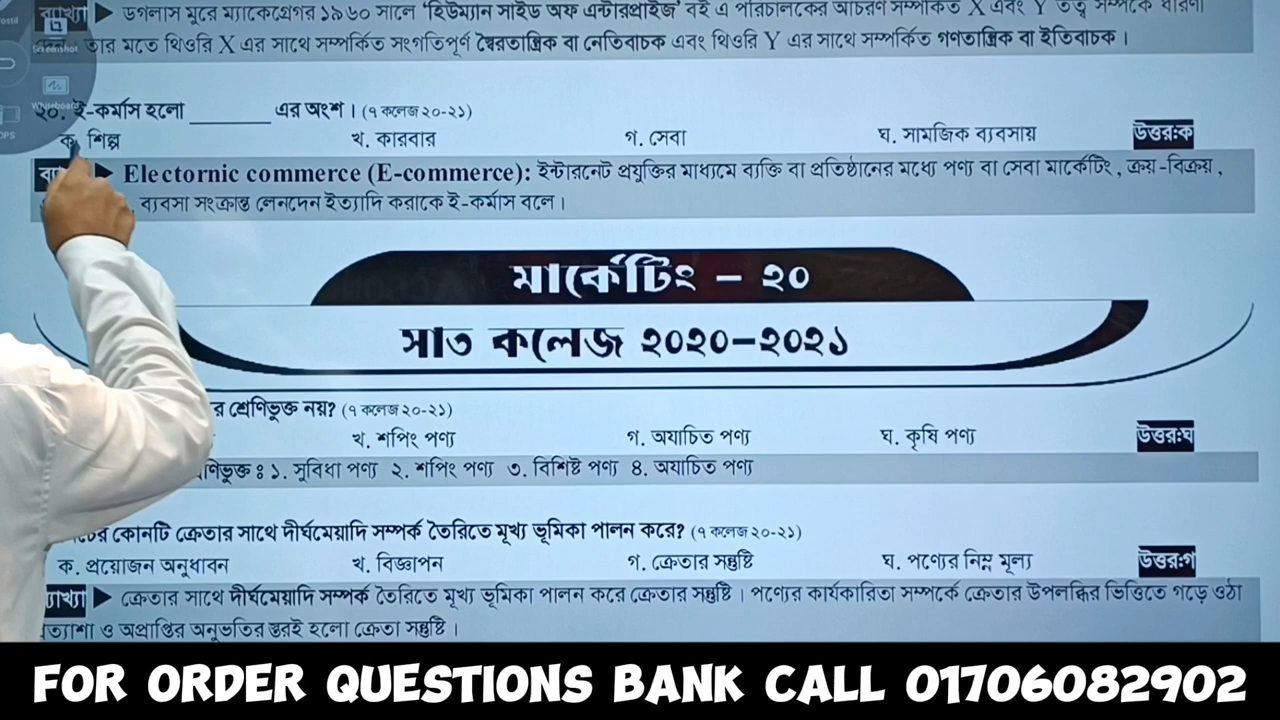 ব্যাখ্যা ▶ ডগলাস মুরে ম্যাকেগ্রেগর ১৯৬০ সালে ‘হিউম্যান সাইড অফ এন্টারপ্রাইজ’ বই এ পরিচালকের আচরণ সম্পর্কিত X এবং Y তত্ত্ব সম্পর্কে ধারণা
তার মতে থিওরি X এর সাথে সম্পর্কিত সংগতিপূর্ণ স্বৈরতান্ত্রিক বা নেতিবাচক এবং থিওরি Y এর সাথে সম্পর্কিত গণতান্ত্রিক বা ইতিবাচক।
Screenshot
Whiteboard
OPS
২০. ই-কর্মাস হলো ________ এর অংশ। (৭ কলেজ ২০-২১)
ক. শিল্প খ. কারবার গ. সেবা ঘ. সামজিক ব্যবসায় উত্তর:ক
▶ Electornic commerce (E-commerce): ইন্টারনেট প্রযুক্তির মাধ্যমে ব্যক্তি বা প্রতিষ্ঠানের মধ্যে পণ্য বা সেবা মার্কেটিং, ক্রয়-বিক্রয়,
ব্যবসা সংক্রান্ত লেনদেন ইত্যাদি করাকে ই-কর্মাস বলে।
মার্কেটিং – ২০
সাত কলেজ ২০২০–২০২১
র শ্রেণিভুক্ত নয়? (৭ কলেজ ২০-২১)
খ. শপিং পণ্য গ. অযাচিত পণ্য ঘ. কৃষি পণ্য উত্তর:ঘ
ণিভুক্ত ঃ ১. সুবিধা পণ্য ২. শপিং পণ্য ৩. বিশিষ্ট পণ্য ৪. অযাচিত পণ্য
কোনটি ক্রেতার সাথে দীর্ঘমেয়াদি সম্পর্ক তৈরিতে মূখ্য ভূমিকা পালন করে? (৭ কলেজ ২০-২১)
ক. প্রয়োজন অনুধাবন খ. বিজ্ঞাপন গ. ক্রেতার সন্তুষ্টি ঘ. পণ্যের নিম্ন মূল্য উত্তর:গ
ব্যাখ্যা ▶ ক্রেতার সাথে দীর্ঘমেয়াদি সম্পর্ক তৈরিতে মূখ্য ভূমিকা পালন করে ক্রেতার সন্তুষ্টি। পণ্যের কার্যকারিতা সম্পর্কে ক্রেতার উপলব্ধির ভিত্তিতে গড়ে ওঠা
প্রত্যাশা ও অপ্রাপ্তির অনুভতির স্তরই হলো ক্রেতা সন্তুষ্টি।
FOR ORDER QUESTIONS BANK CALL 01706082902